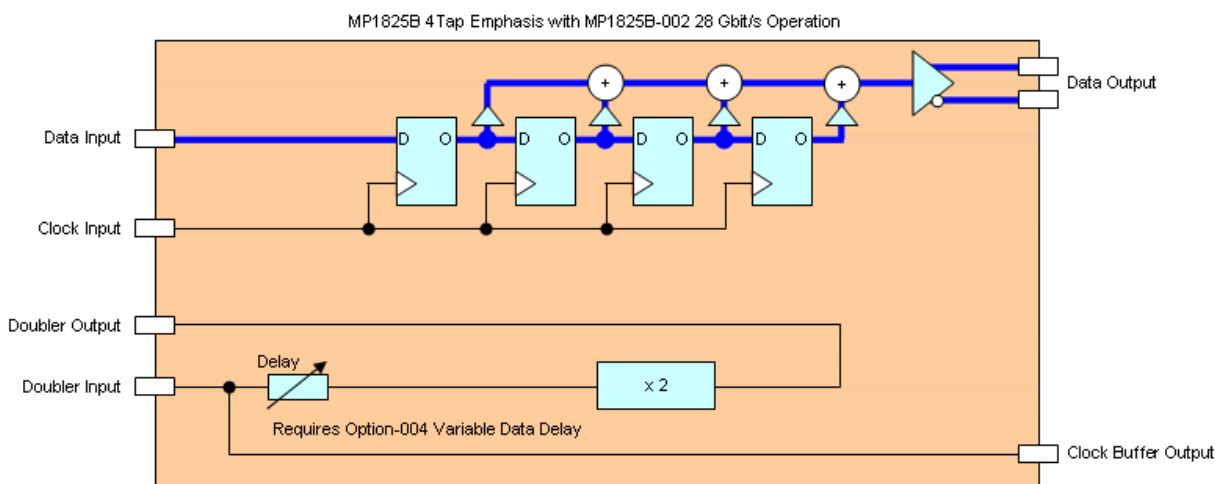 MP1825B 4Tap Emphasis with MP1825B-002 28 Gbit/s Operation
+ + +
Data Output
Data Input
D O D O D O D O
Clock Input
Doubler Output
Delay
Doubler Input
x 2
Requires Option-004 Variable Data Delay
Clock Buffer Output